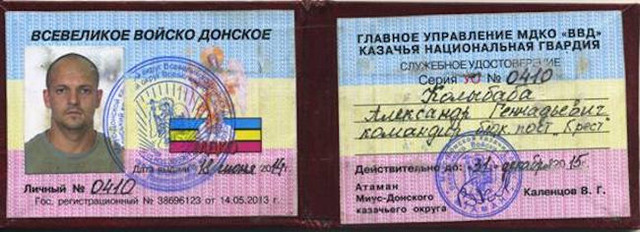 ВСЕВЕЛИКОЕ ВОЙСКО ДОНСКОЕ
Дата выдачи 18 июня 2014г.
Личный № 0410
Гос. регистрационный № 38696123 от 14.05.2013 г.
ГЛАВНОЕ УПРАВЛЕНИЕ МДКО «ВВД»
КАЗАЧЬЯ НАЦИОНАЛЬНАЯ ГВАРДИЯ
СЛУЖЕБНОЕ УДОСТОВЕРЕНИЕ
Серия № 0410
Колыбаба
Александр Геннадьевич
командир блок пост "Крест"
Действительно до: «31» декабря 2015г.
Атаман
Миус-Донского
казачьего округа
Каленцов В. Г.